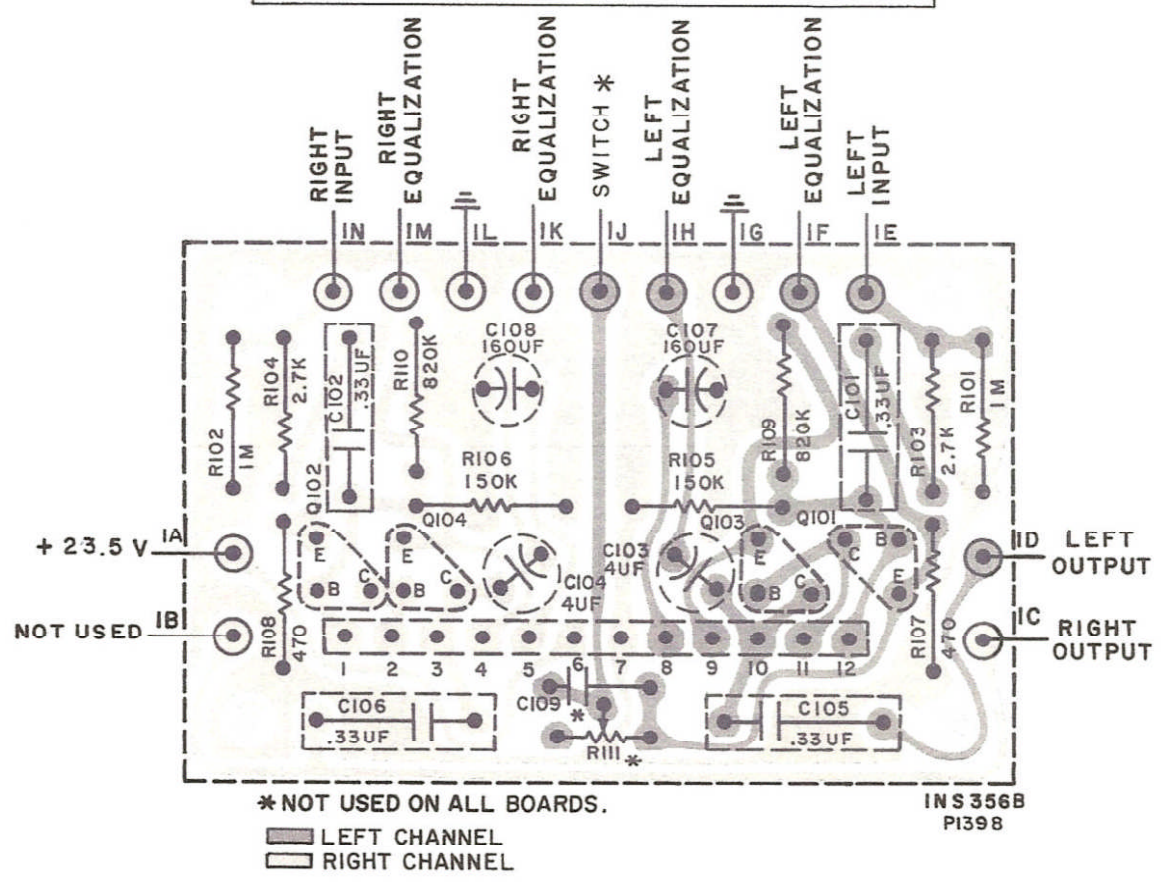 RIGHT INPUT
RIGHT EQUALIZATION
RIGHT EQUALIZATION
SWITCH *
LEFT EQUALIZATION
LEFT EQUALIZATION
LEFT INPUT
IN IM IL IK IJ IH IG IF IE
R102 1M
R104 2.7K
C102 .33UF
R110 820K
C108 160UF
C107 160UF
R109 820K
C101 .33UF
R103 2.7K
R101 1M
R106 150K
R105 150K
Q102
Q104
Q103
Q101
+ 23.5 V IA
E B C
E B C
C104 4UF
C103 4UF
E B C
B C E
ID LEFT OUTPUT
NOT USED IB
R108 470
R107 470
IC RIGHT OUTPUT
1 2 3 4 5 6 7 8 9 10 11 12
C106 .33UF
C109 *
R111 *
C105 .33UF
* NOT USED ON ALL BOARDS.
INS356B
P1398
LEFT CHANNEL
RIGHT CHANNEL